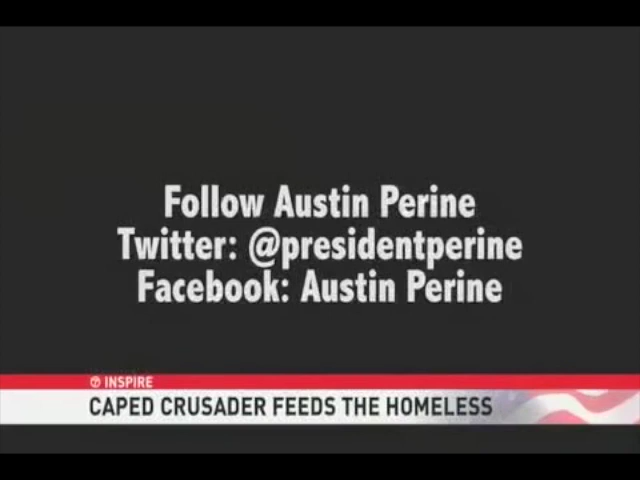 Follow Austin Perine
Twitter: @presidentperine
Facebook: Austin Perine
7 INSPIRE
CAPED CRUSADER FEEDS THE HOMELESS